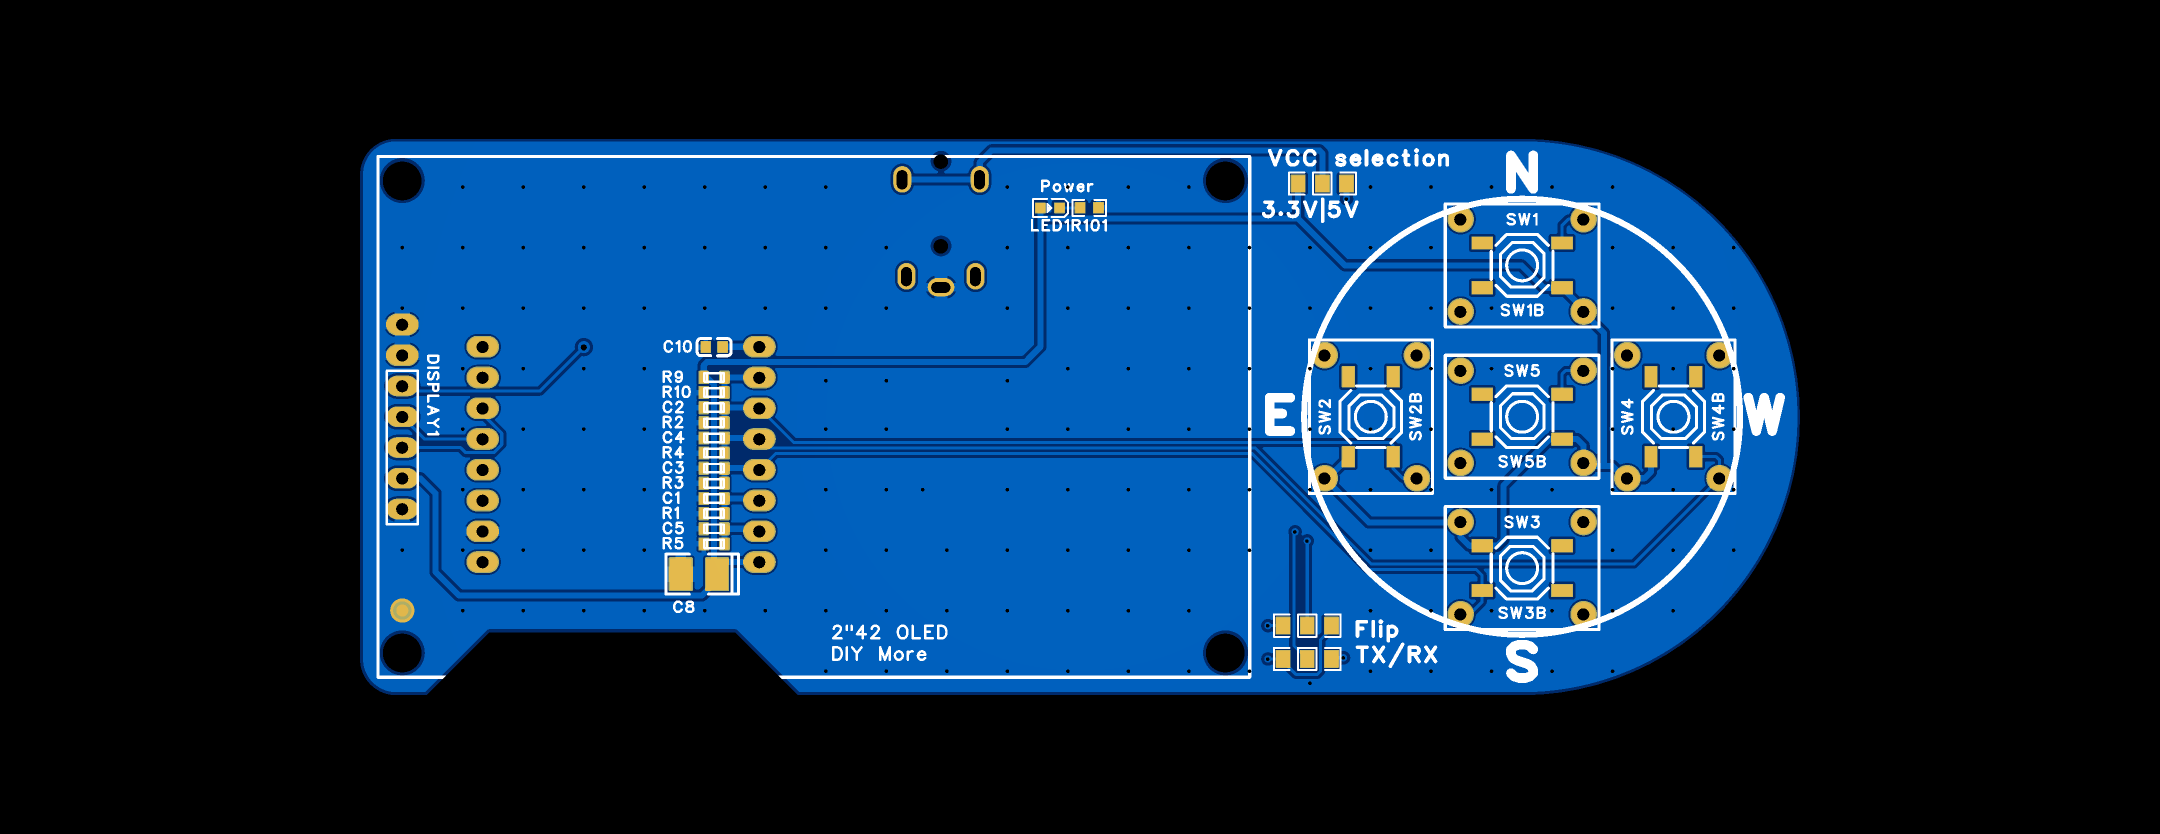 VCC selection
3.3V|5V
Power
LED1R101
N
SW1
SW1B
C10
DISPLAY1
R9
R10
C2
R2
C4
R4
C3
R3
C1
R1
C5
R5
C8
E
SW2
SW2B
SW5
SW5B
SW4
SW4B
W
SW3
SW3B
S
2"42 OLED
DIY More
Flip
TX/RX